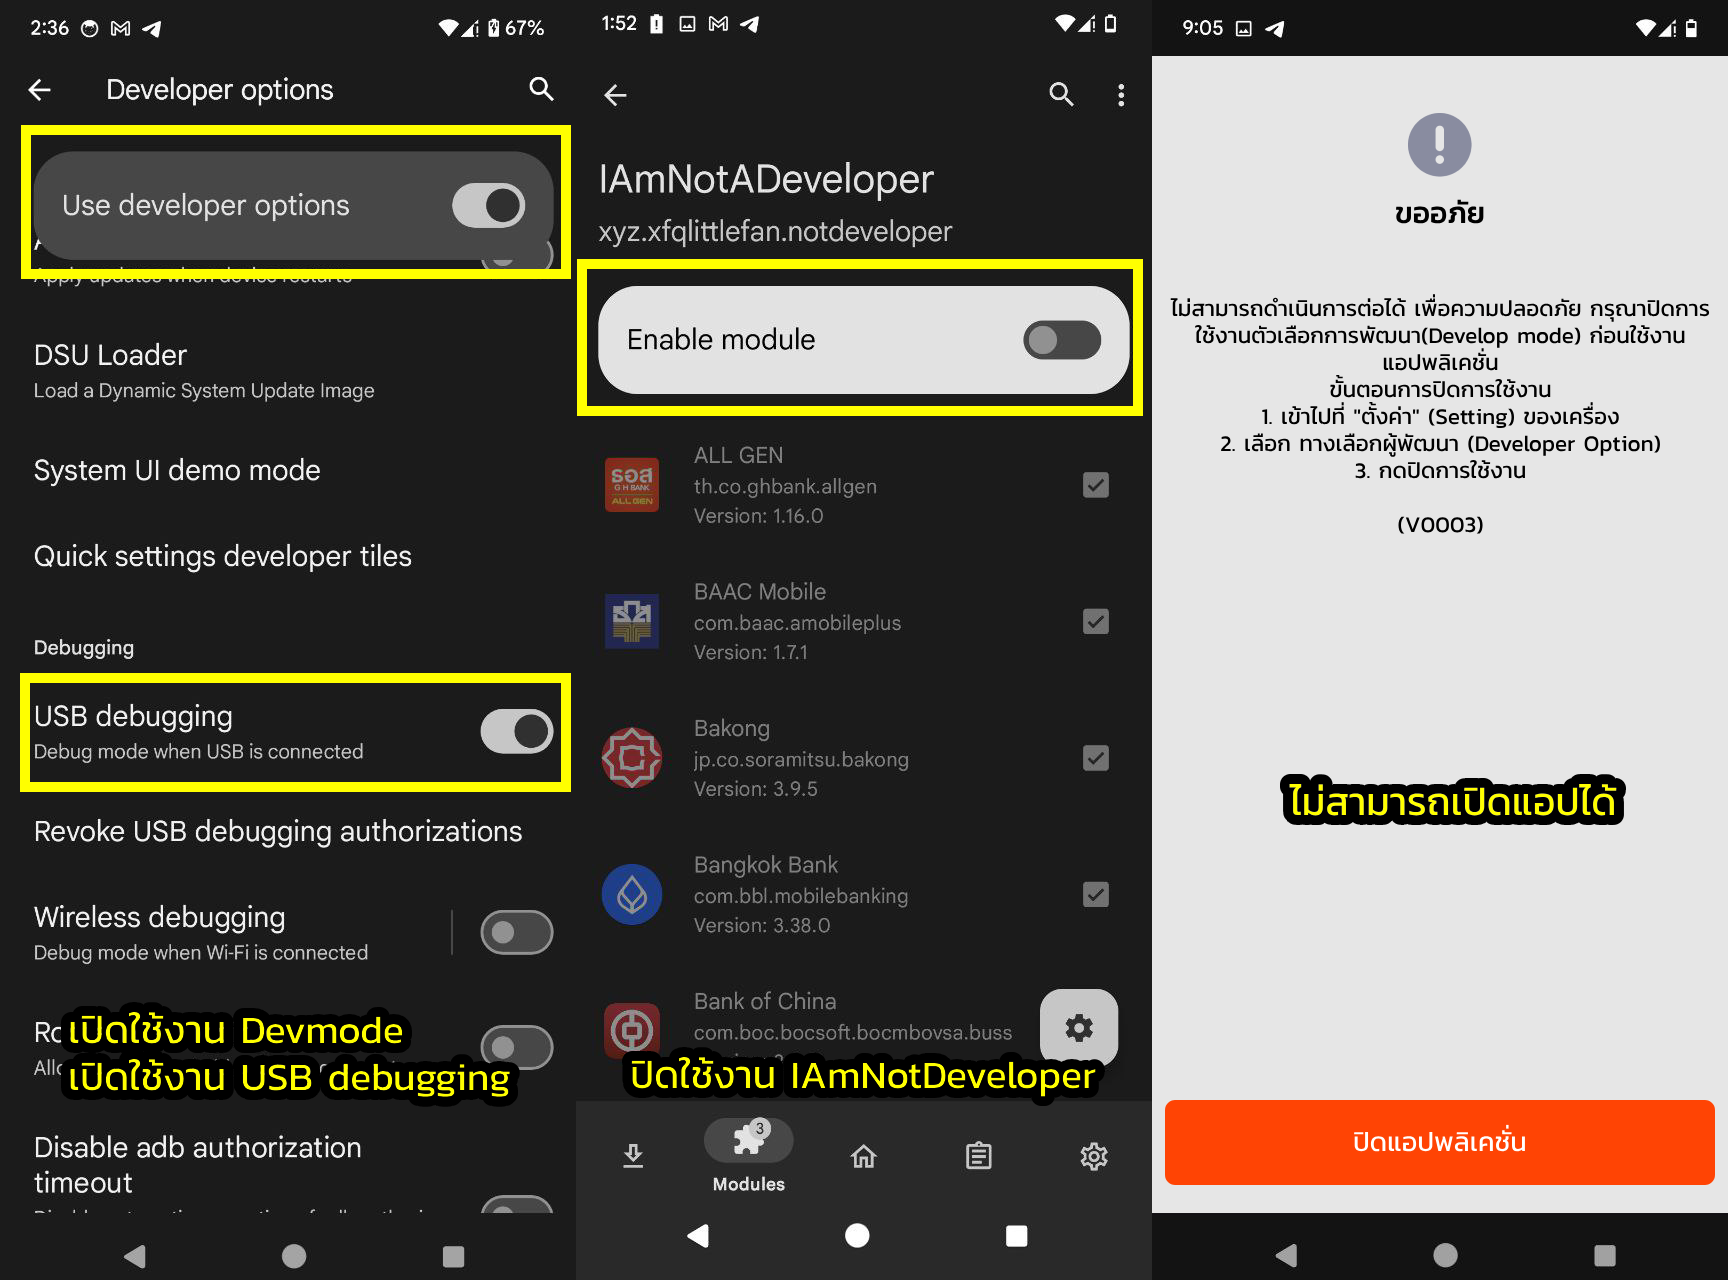 2:36
67%
Developer options
Use developer options
Apply updates when device restarts
DSU Loader
Load a Dynamic System Update Image
System UI demo mode
Quick settings developer tiles
Debugging
USB debugging
Debug mode when USB is connected
Revoke USB debugging authorizations
Wireless debugging
Debug mode when Wi-Fi is connected
เปิดใช้งาน Devmode
เปิดใช้งาน USB debugging
Disable adb authorization
timeout
1:52
IAmNotADeveloper
xyz.xfqlittlefan.notdeveloper
Enable module
ธอส
G H BANK
ALL GEN
ALL GEN
th.co.ghbank.allgen
Version: 1.16.0
BAAC Mobile
com.baac.amobileplus
Version: 1.7.1
Bakong
jp.co.soramitsu.bakong
Version: 3.9.5
Bangkok Bank
com.bbl.mobilebanking
Version: 3.38.0
Bank of China
com.boc.bocsoft.bocmbovsa.buss
ปิดใช้งาน IAmNotDeveloper
3
Modules
9:05
ขออภัย
ไม่สามารถดำเนินการต่อได้ เพื่อความปลอดภัย กรุณาปิดการ
ใช้งานตัวเลือกการพัฒนา(Develop mode) ก่อนใช้งาน
แอปพลิเคชั่น
ขั้นตอนการปิดการใช้งาน
1. เข้าไปที่ "ตั้งค่า" (Setting) ของเครื่อง
2. เลือก ทางเลือกผู้พัฒนา (Developer Option)
3. กดปิดการใช้งาน
(V0003)
ไม่สามารถเปิดแอปได้
ปิดแอปพลิเคชั่น